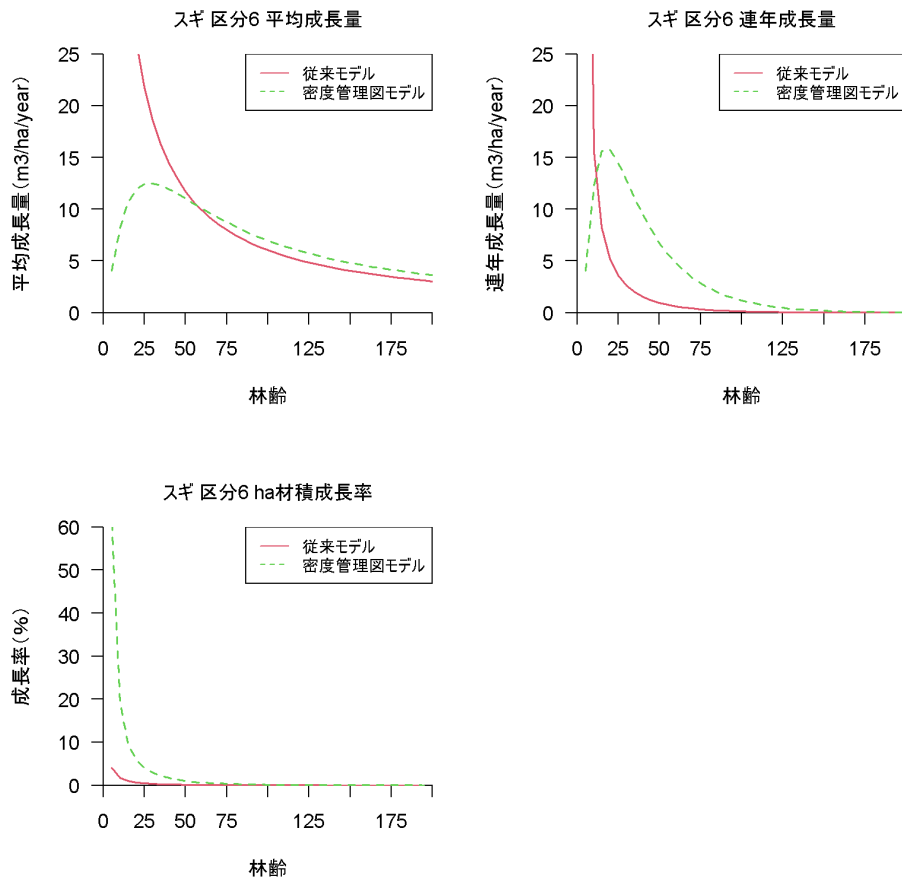 スギ 区分6 平均成長量
平均成長量(m3/ha/year)
25
20
15
10
5
0
従来モデル
密度管理図モデル
0 25 50 75 100 125 175
林齢
スギ 区分6 連年成長量
連年成長量(m3/ha/year)
25
20
15
10
5
0
従来モデル
密度管理図モデル
0 25 50 75 100 125 175
林齢
スギ 区分6 ha材積成長率
成長率(%)
60
50
40
30
20
10
0
従来モデル
密度管理図モデル
0 25 50 75 100 125 175
林齢